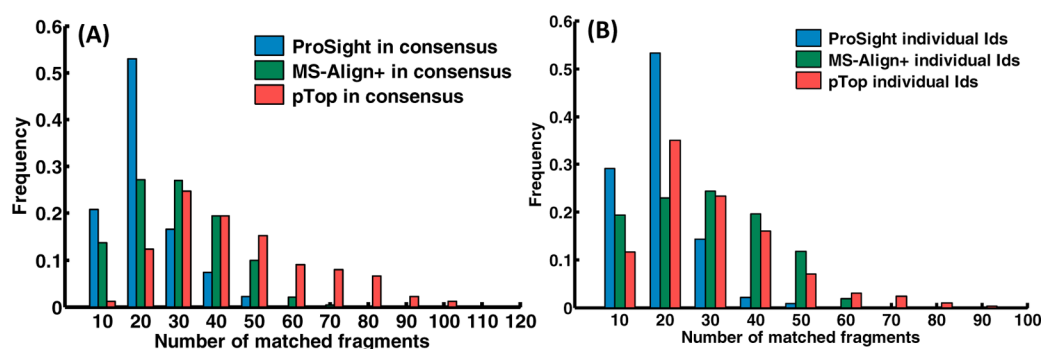 (A)
0.6
0.5
0.4
0.3
0.2
0.1
0
Frequency
ProSight in consensus
MS-Align+ in consensus
pTop in consensus
10 20 30 40 50 60 70 80 90 100 110 120
Number of matched fragments
(B)
0.6
0.5
0.4
0.3
0.2
0.1
0
Frequency
ProSight individual Ids
MS-Align+ individual Ids
pTop individual Ids
10 20 30 40 50 60 70 80 90 100
Number of matched fragments